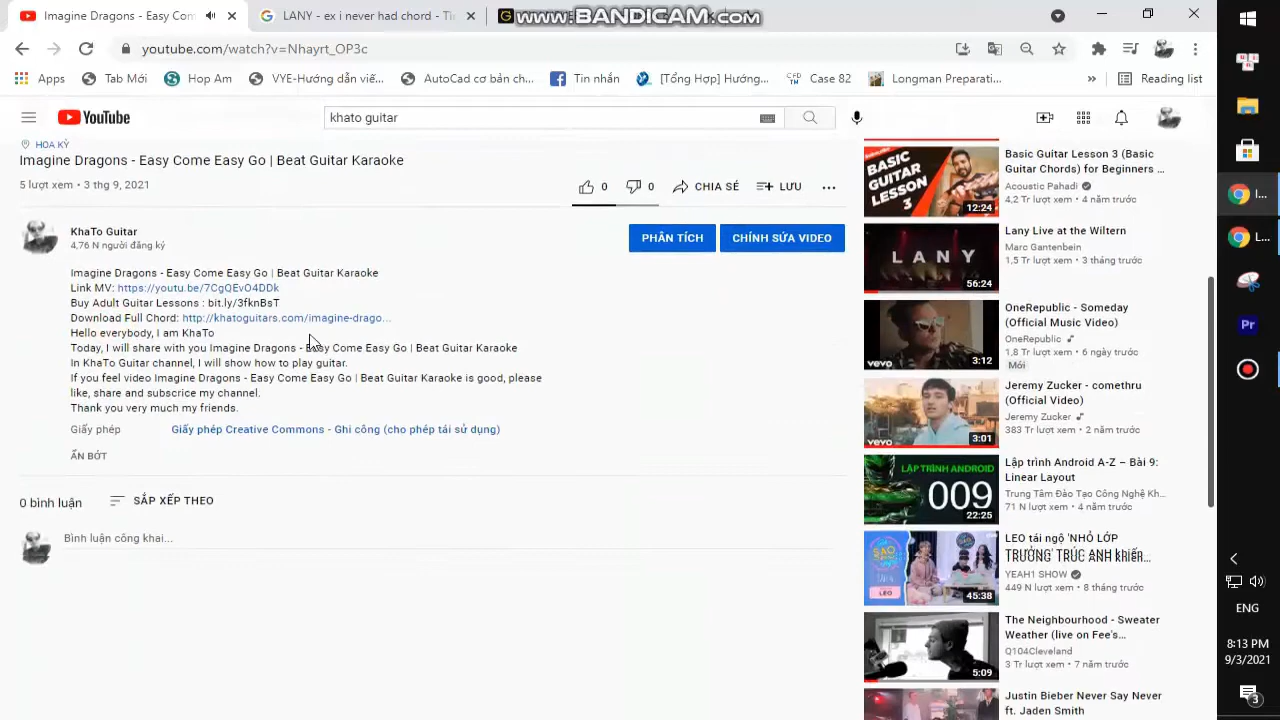 Imagine Dragons - Easy Com
LANY - ex i never had chord - Ti
www.BANDICAM.com
youtube.com/watch?v=Nhayrt_OP3c
Apps
Tab Mới
Hop Am
VYE-Hướng dẫn viế...
AutoCad cơ bản ch...
Tin nhắn
[Tổng Hợp] Hướng...
Case 82
Longman Preparati...
»
Reading list
YouTube
khato guitar
HOA KỲ
Imagine Dragons - Easy Come Easy Go | Beat Guitar Karaoke
5 lượt xem • 3 thg 9, 2021
0
0
CHIA SẺ
LƯU
KhaTo Guitar
4,76 N người đăng ký
PHÂN TÍCH
CHỈNH SỬA VIDEO
Imagine Dragons - Easy Come Easy Go | Beat Guitar karaoke
Link MV: https://youtu.be/7CgQEvO4DDk
Buy Adult Guitar Lessons : bit.ly/3fknBsT
Download Full Chord: http://khatoguitars.com/imagine-drago...
Hello everybody, I am KhaTo
Today, I will share with you Imagine Dragons - Easy Come Easy Go | Beat Guitar Karaoke
In KhaTo Guitar channel, I will show how to play guitar.
If you feel video Imagine Dragons - Easy Come Easy Go | Beat Guitar Karaoke is good, please
like, share and subscrice my channel.
Thank you very much my friends.
Giấy phép
Giấy phép Creative Commons - Ghi công (cho phép tái sử dụng)
ẨN BỚT
0 bình luận
SẮP XẾP THEO
Bình luận công khai...
BASIC
GUITAR
LESSON
3
12:24
Basic Guitar Lesson 3 (Basic
Guitar Chords) for Beginners ...
Acoustic Pahadi
4,2 Tr lượt xem • 4 năm trước
LANY
56:24
Lany Live at the Wiltern
Marc Gantenbein
1,5 Tr lượt xem • 3 tháng trước
vevo
3:12
OneRepublic - Someday
(Official Music Video)
OneRepublic
1,8 Tr lượt xem • 6 ngày trước
Mới
vevo
3:01
Jeremy Zucker - comethru
(Official Video)
Jeremy Zucker
383 Tr lượt xem • 2 năm trước
LẬP TRÌNH ANDROID
009
22:25
Lập trình Android A-Z – Bài 9:
Linear Layout
Trung Tâm Đào Tạo Công Nghệ Kh...
71 N lượt xem • 4 năm trước
SAO
LEO
45:38
LEO tái ngộ 'NHỎ LỚP
TRƯỞNG' TRÚC ANH khiến...
YEAH1 SHOW
449 N lượt xem • 8 tháng trước
5:09
The Neighbourhood - Sweater
Weather (live on Fee's...
Q104Cleveland
3 Tr lượt xem • 7 năm trước
Justin Bieber Never Say Never
ft. Jaden Smith
I...
L...
Pr
ENG
8:13 PM
9/3/2021
3